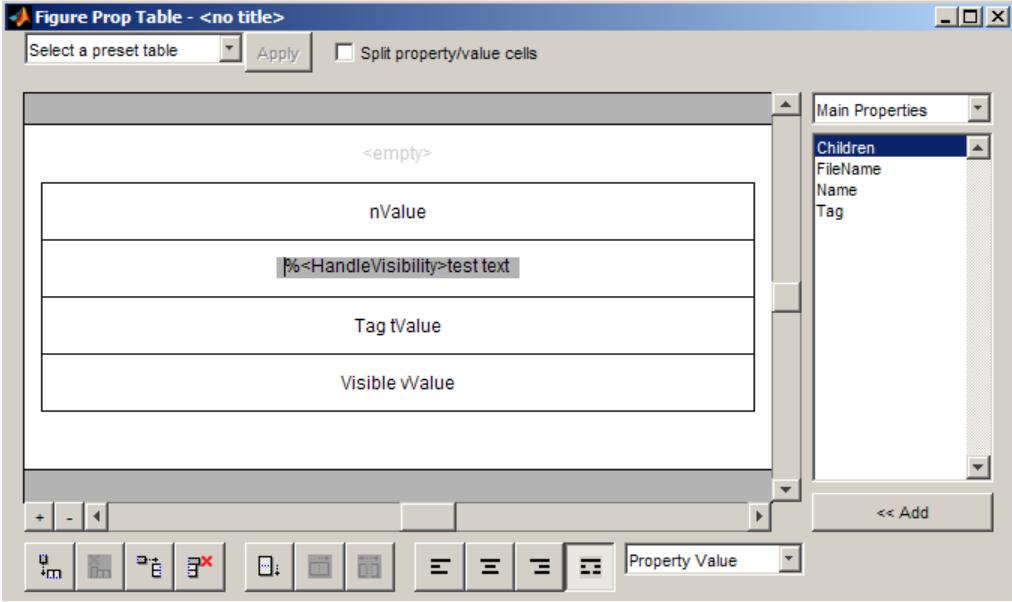 Figure Prop Table - <no title>
Select a preset table
Apply
Split property/value cells
Main Properties
<empty>
Children
FileName
Name
Tag
nValue
%<HandleVisibility>test text
Tag tValue
Visible vValue
<< Add
+ -
Property Value